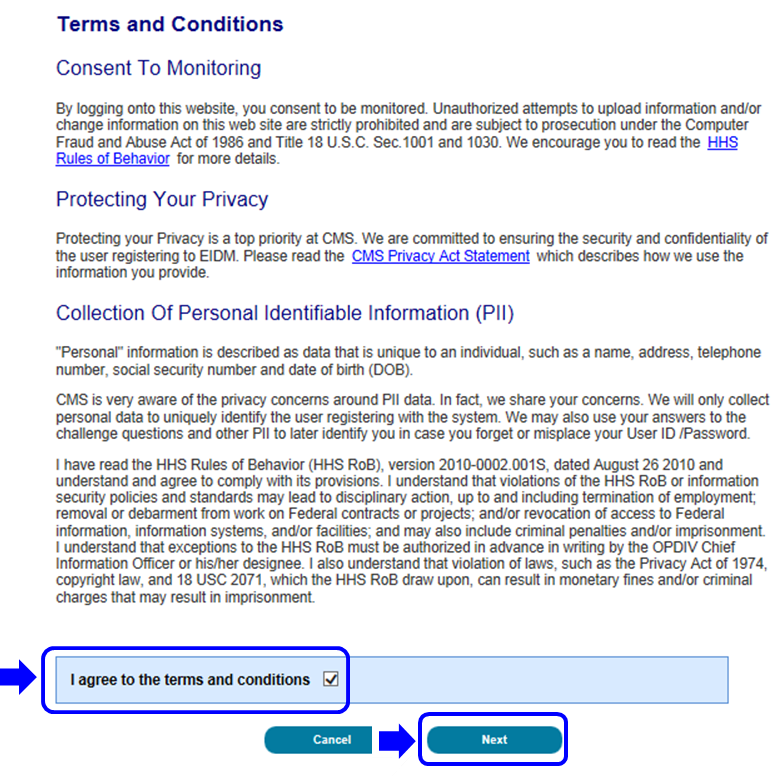 Terms and Conditions
Consent To Monitoring
By logging onto this website, you consent to be monitored. Unauthorized attempts to upload information and/or
change information on this web site are strictly prohibited and are subject to prosecution under the Computer
Fraud and Abuse Act of 1986 and Title 18 U.S.C. Sec.1001 and 1030. We encourage you to read the HHS
Rules of Behavior for more details.
Protecting Your Privacy
Protecting your Privacy is a top priority at CMS. We are committed to ensuring the security and confidentiality of
the user registering to EIDM. Please read the CMS Privacy Act Statement which describes how we use the
information you provide.
Collection Of Personal Identifiable Information (PII)
"Personal" information is described as data that is unique to an individual, such as a name, address, telephone
number, social security number and date of birth (DOB).
CMS is very aware of the privacy concerns around PII data. In fact, we share your concerns. We will only collect
personal data to uniquely identify the user registering with the system. We may also use your answers to the
challenge questions and other PII to later identify you in case you forget or misplace your User ID /Password.
I have read the HHS Rules of Behavior (HHS RoB), version 2010-0002.001S, dated August 26 2010 and
understand and agree to comply with its provisions. I understand that violations of the HHS RoB or information
security policies and standards may lead to disciplinary action, up to and including termination of employment;
removal or debarment from work on Federal contracts or projects; and/or revocation of access to Federal
information, information systems, and/or facilities; and may also include criminal penalties and/or imprisonment.
I understand that exceptions to the HHS RoB must be authorized in advance in writing by the OPDIV Chief
Information Officer or his/her designee. I also understand that violation of laws, such as the Privacy Act of 1974,
copyright law, and 18 USC 2071, which the HHS RoB draw upon, can result in monetary fines and/or criminal
charges that may result in imprisonment.
I agree to the terms and conditions
Cancel
Next